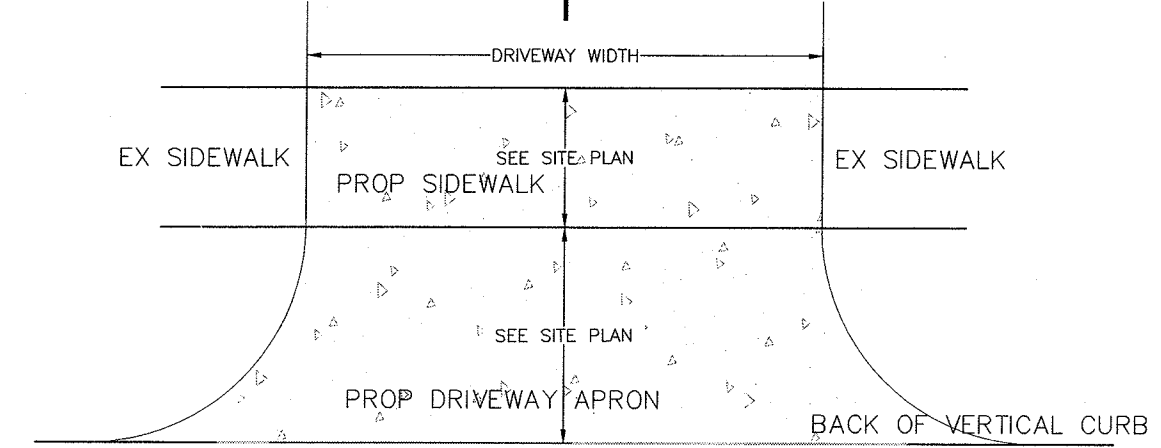 DRIVEWAY WIDTH
EX SIDEWALK
SEE SITE PLAN
EX SIDEWALK
PROP SIDEWALK
SEE SITE PLAN
PROP DRIVEWAY APRON
BACK OF VERTICAL CURB